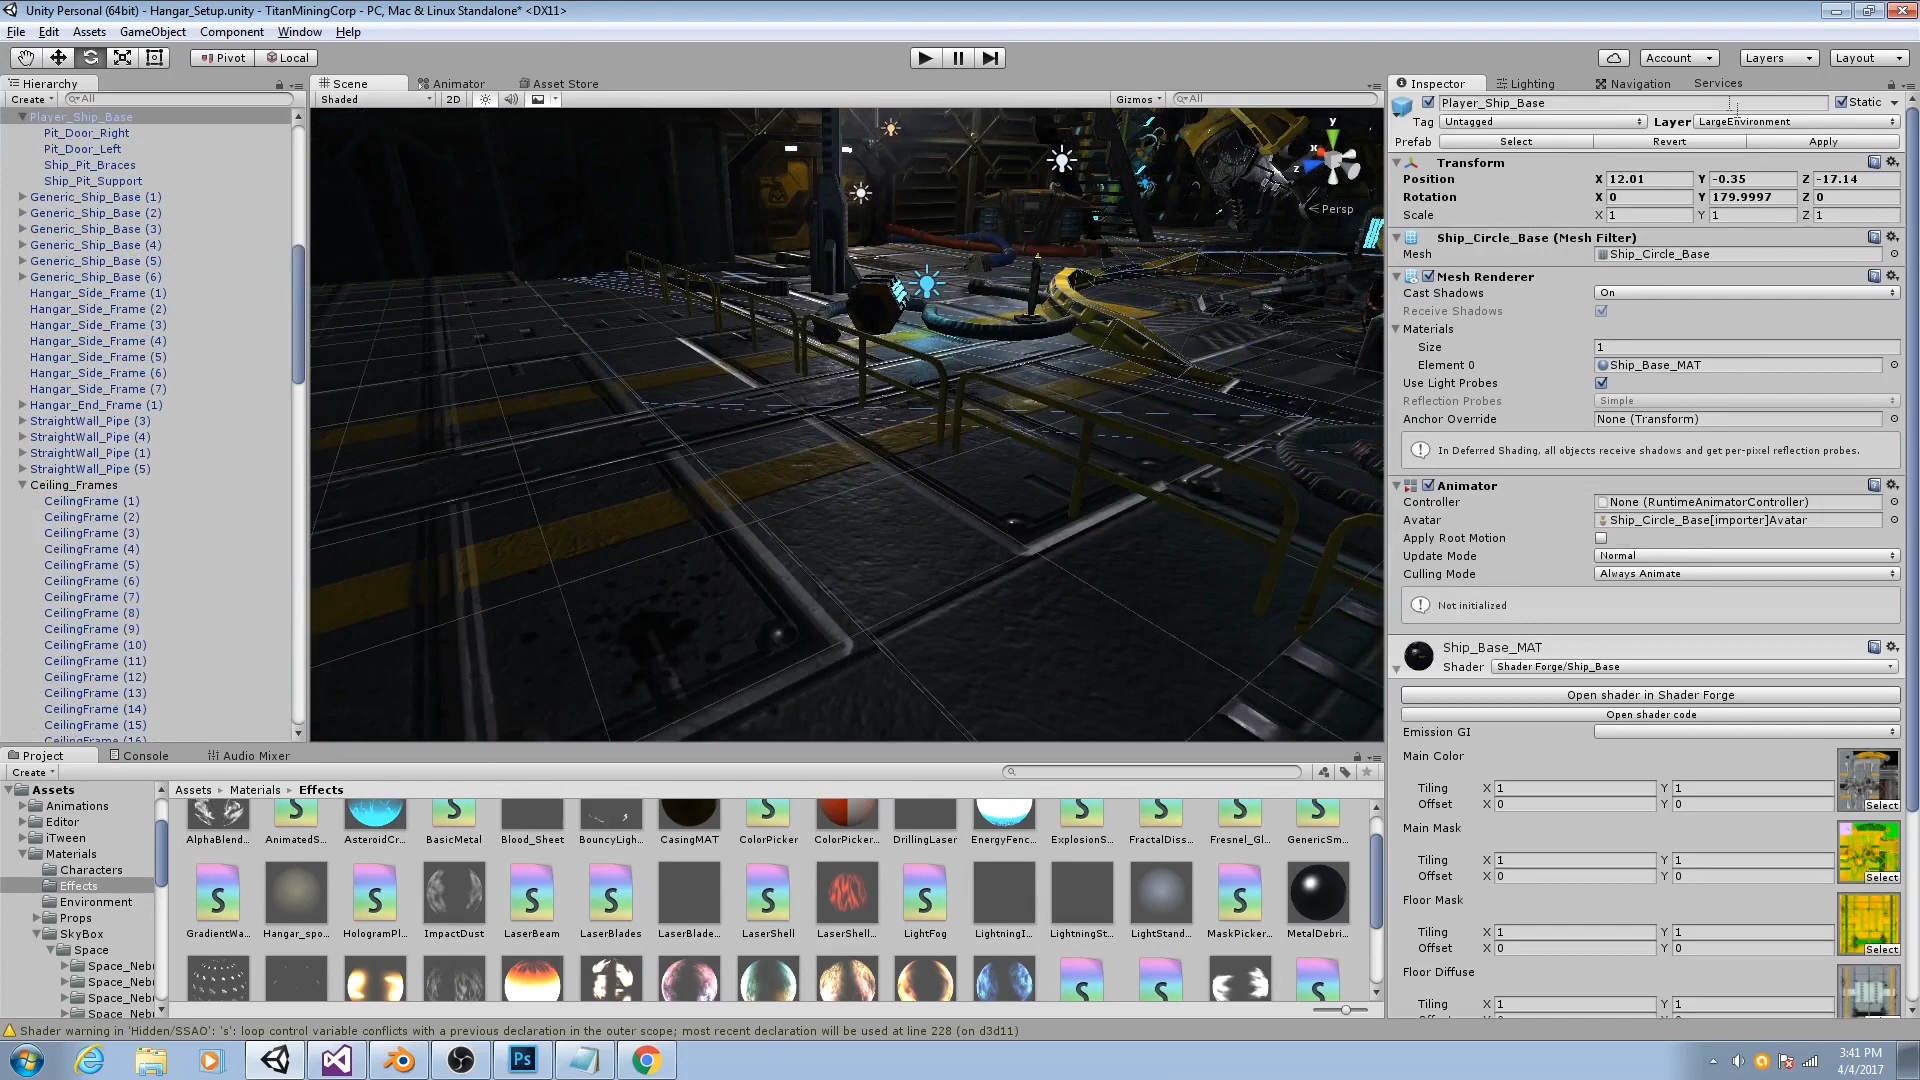 Unity Personal (64bit) - Hangar_Setup.unity - TitanMiningCorp - PC, Mac & Linux Standalone* <DX11>
File Edit Assets GameObject Component Window Help
Pivot Local Account Layers Layout
Hierarchy
Create All
Player_Ship_Base
Pit_Door_Right
Pit_Door_Left
Ship_Pit_Braces
Ship_Pit_Support
Generic_Ship_Base (1)
Generic_Ship_Base (2)
Generic_Ship_Base (3)
Generic_Ship_Base (4)
Generic_Ship_Base (5)
Generic_Ship_Base (6)
Hangar_Side_Frame (1)
Hangar_Side_Frame (2)
Hangar_Side_Frame (3)
Hangar_Side_Frame (4)
Hangar_Side_Frame (5)
Hangar_Side_Frame (6)
Hangar_Side_Frame (7)
Hangar_End_Frame (1)
StraightWall_Pipe (3)
StraightWall_Pipe (4)
StraightWall_Pipe (1)
StraightWall_Pipe (5)
Ceiling_Frames
CeilingFrame (1)
CeilingFrame (2)
CeilingFrame (3)
CeilingFrame (4)
CeilingFrame (5)
CeilingFrame (6)
CeilingFrame (7)
CeilingFrame (8)
CeilingFrame (9)
CeilingFrame (10)
CeilingFrame (11)
CeilingFrame (12)
CeilingFrame (13)
CeilingFrame (14)
CeilingFrame (15)
CeilingFrame (16)
Scene Animator Asset Store
Shaded 2D Gizmos All
y
x
z
Persp
Inspector Lighting Navigation Services
Player_Ship_Base Static
Tag Untagged Layer LargeEnvironment
Prefab Select Revert Apply
Transform
Position X 12.01 Y -0.35 Z -17.14
Rotation X 0 Y 179.9997 Z 0
Scale X 1 Y 1 Z 1
Ship_Circle_Base (Mesh Filter)
Mesh Ship_Circle_Base
Mesh Renderer
Cast Shadows On
Receive Shadows
Materials
Size 1
Element 0 Ship_Base_MAT
Use Light Probes
Reflection Probes Simple
Anchor Override None (Transform)
In Deferred Shading, all objects receive shadows and get per-pixel reflection probes.
Animator
Controller None (RuntimeAnimatorController)
Avatar Ship_Circle_Base[importer]Avatar
Apply Root Motion
Update Mode Normal
Culling Mode Always Animate
Not initialized
Ship_Base_MAT
Shader Shader Forge/Ship_Base
Open shader in Shader Forge
Open shader code
Emission GI
Main Color
Tiling X 1 Y 1
Offset X 0 Y 0
Select
Main Mask
Tiling X 1 Y 1
Offset X 0 Y 0
Select
Floor Mask
Tiling X 1 Y 1
Offset X 0 Y 0
Select
Floor Diffuse
Tiling X 1 Y 1
Project Console Audio Mixer
Create
Assets
Animations
Editor
iTween
Materials
Characters
Effects
Environment
Props
SkyBox
Space
Space_Nebu
Space_Nebu
Space_Nebu
Space_Nebu
Assets Materials Effects
AlphaBlend... AnimatedS... AsteroidCr... BasicMetal Blood_Sheet BouncyLigh... CasingMAT ColorPicker ColorPicker... DrillingLaser EnergyFenc... ExplosionS... FractalDiss... Fresnel_Gl... GenericSm...
GradientWa... Hangar_spo... HologramPl... ImpactDust LaserBeam LaserBlades LaserBlade... LaserShell LaserShell... LightFog LightningI... LightningSt... LightStand... MaskPicker... MetalDebri...
Shader warning in 'Hidden/SSAO': 's': loop control variable conflicts with a previous declaration in the outer scope; most recent declaration will be used at line 228 (on d3d11)
Ps
3:41 PM
4/4/2017